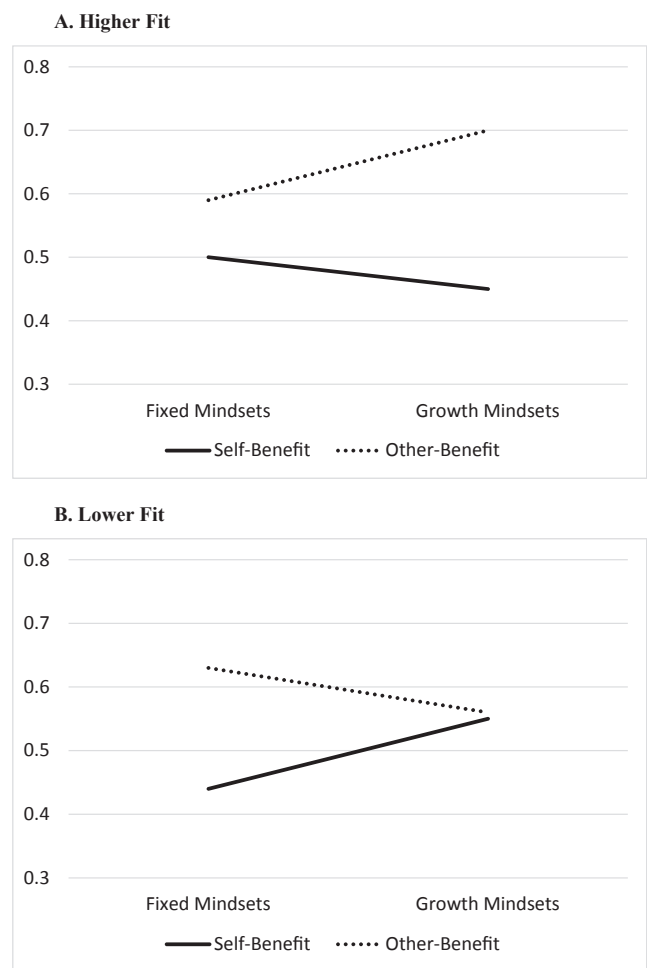 A. Higher Fit
0.8
0.7
0.6
0.5
0.4
0.3
Fixed Mindsets Growth Mindsets
Self-Benefit Other-Benefit
B. Lower Fit
0.8
0.7
0.6
0.5
0.4
0.3
Fixed Mindsets Growth Mindsets
Self-Benefit Other-Benefit